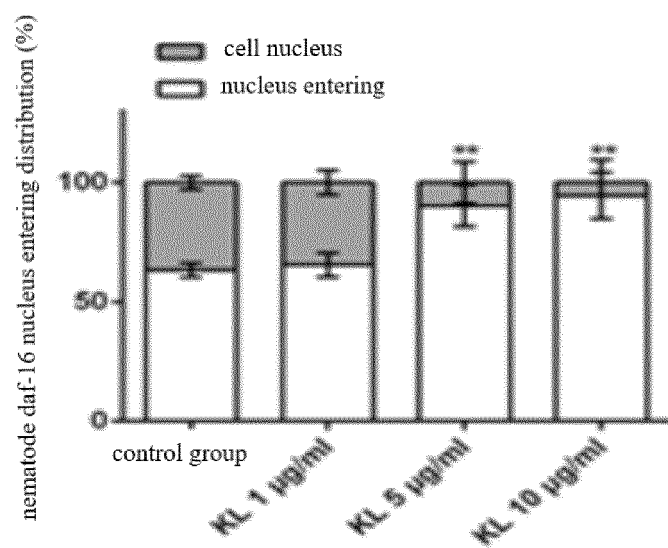 cell nucleus
nucleus entering
nematode daf-16 nucleus entering distribution (%)
**
**
100
50
0
control group
KL 1 μg/ml
KL 5 μg/ml
KL 10 μg/ml